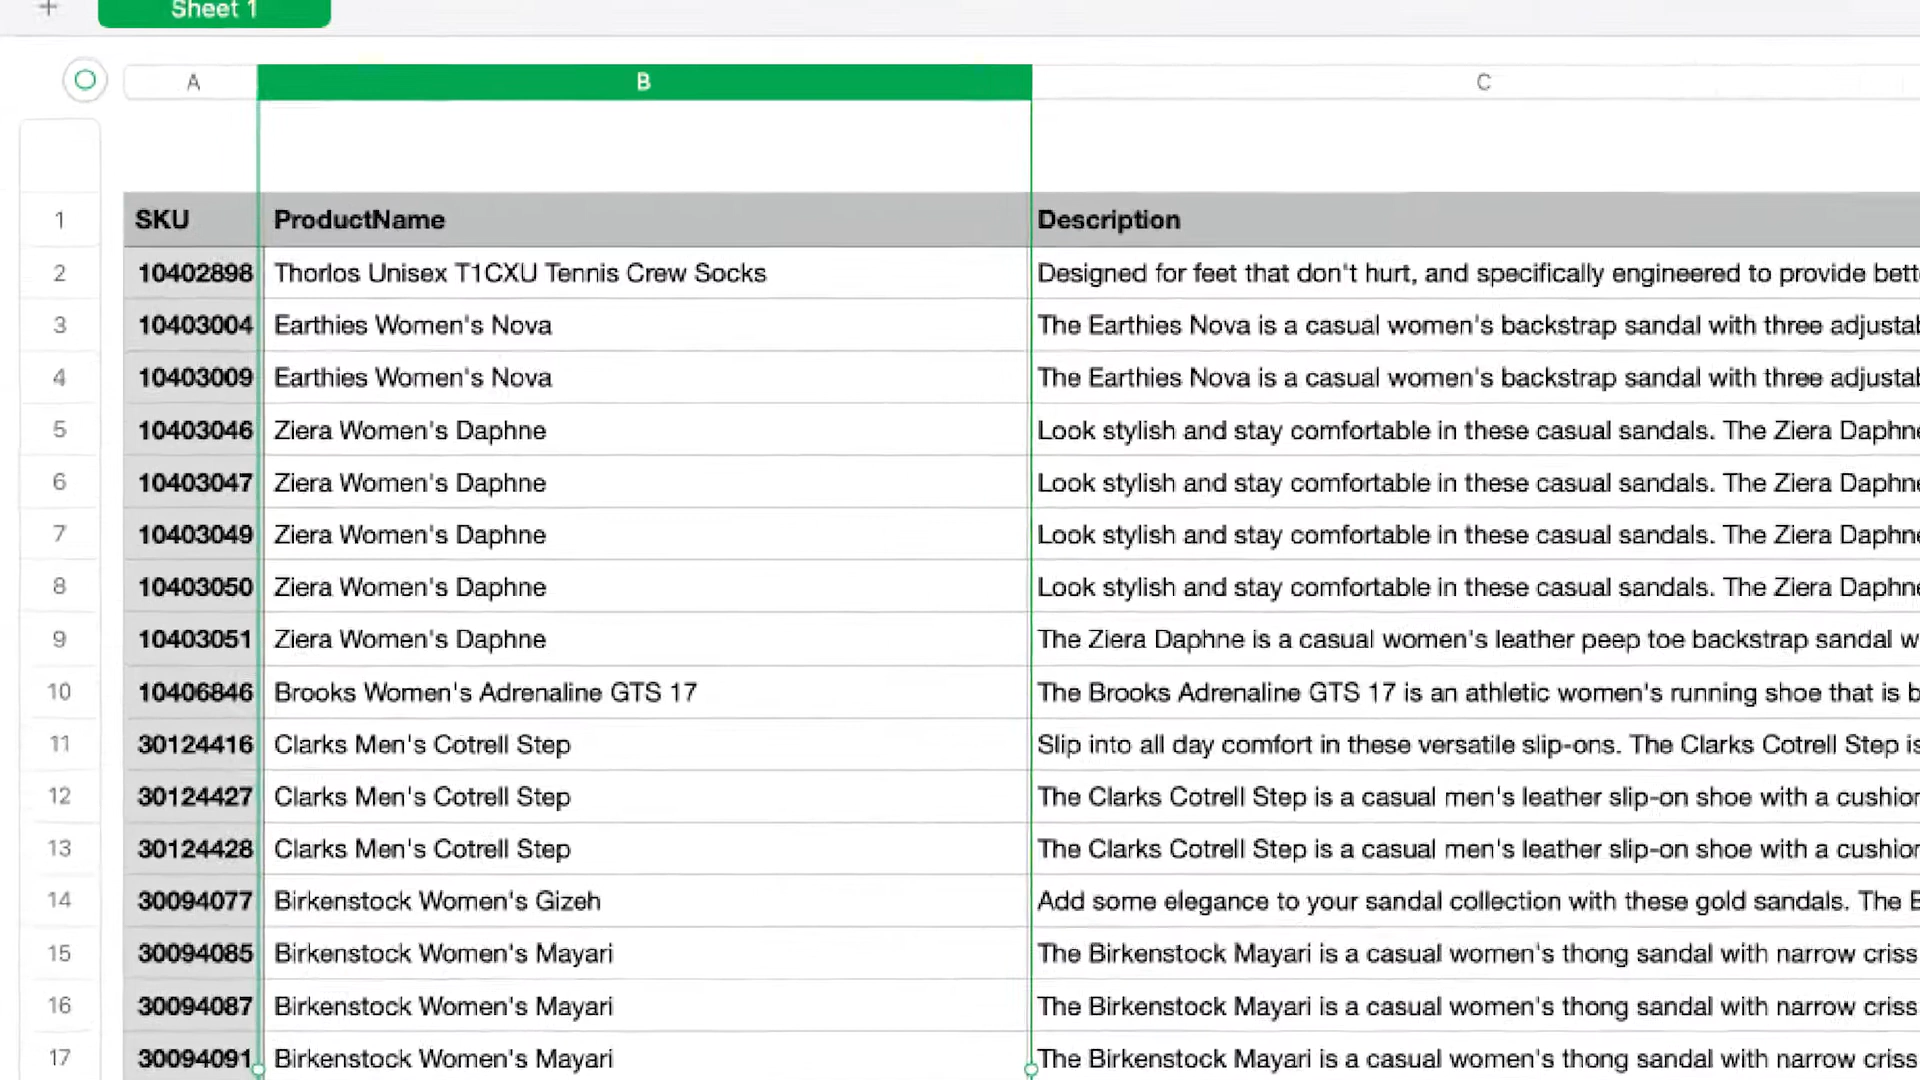 + Sheet 1
A B C
1 SKU ProductName Description
2 10402898 Thorlos Unisex T1CXU Tennis Crew Socks Designed for feet that don't hurt, and specifically engineered to provide bett
3 10403004 Earthies Women's Nova The Earthies Nova is a casual women's backstrap sandal with three adjustal
4 10403009 Earthies Women's Nova The Earthies Nova is a casual women's backstrap sandal with three adjustal
5 10403046 Ziera Women's Daphne Look stylish and stay comfortable in these casual sandals. The Ziera Daphne
6 10403047 Ziera Women's Daphne Look stylish and stay comfortable in these casual sandals. The Ziera Daphne
7 10403049 Ziera Women's Daphne Look stylish and stay comfortable in these casual sandals. The Ziera Daphne
8 10403050 Ziera Women's Daphne Look stylish and stay comfortable in these casual sandals. The Ziera Daphne
9 10403051 Ziera Women's Daphne The Ziera Daphne is a casual women's leather peep toe backstrap sandal w
10 10406846 Brooks Women's Adrenaline GTS 17 The Brooks Adrenaline GTS 17 is an athletic women's running shoe that is b
11 30124416 Clarks Men's Cotrell Step Slip into all day comfort in these versatile slip-ons. The Clarks Cotrell Step is
12 30124427 Clarks Men's Cotrell Step The Clarks Cotrell Step is a casual men's leather slip-on shoe with a cushion
13 30124428 Clarks Men's Cotrell Step The Clarks Cotrell Step is a casual men's leather slip-on shoe with a cushion
14 30094077 Birkenstock Women's Gizeh Add some elegance to your sandal collection with these gold sandals. The B
15 30094085 Birkenstock Women's Mayari The Birkenstock Mayari is a casual women's thong sandal with narrow criss
16 30094087 Birkenstock Women's Mayari The Birkenstock Mayari is a casual women's thong sandal with narrow criss
17 30094091 Birkenstock Women's Mayari The Birkenstock Mayari is a casual women's thong sandal with narrow criss